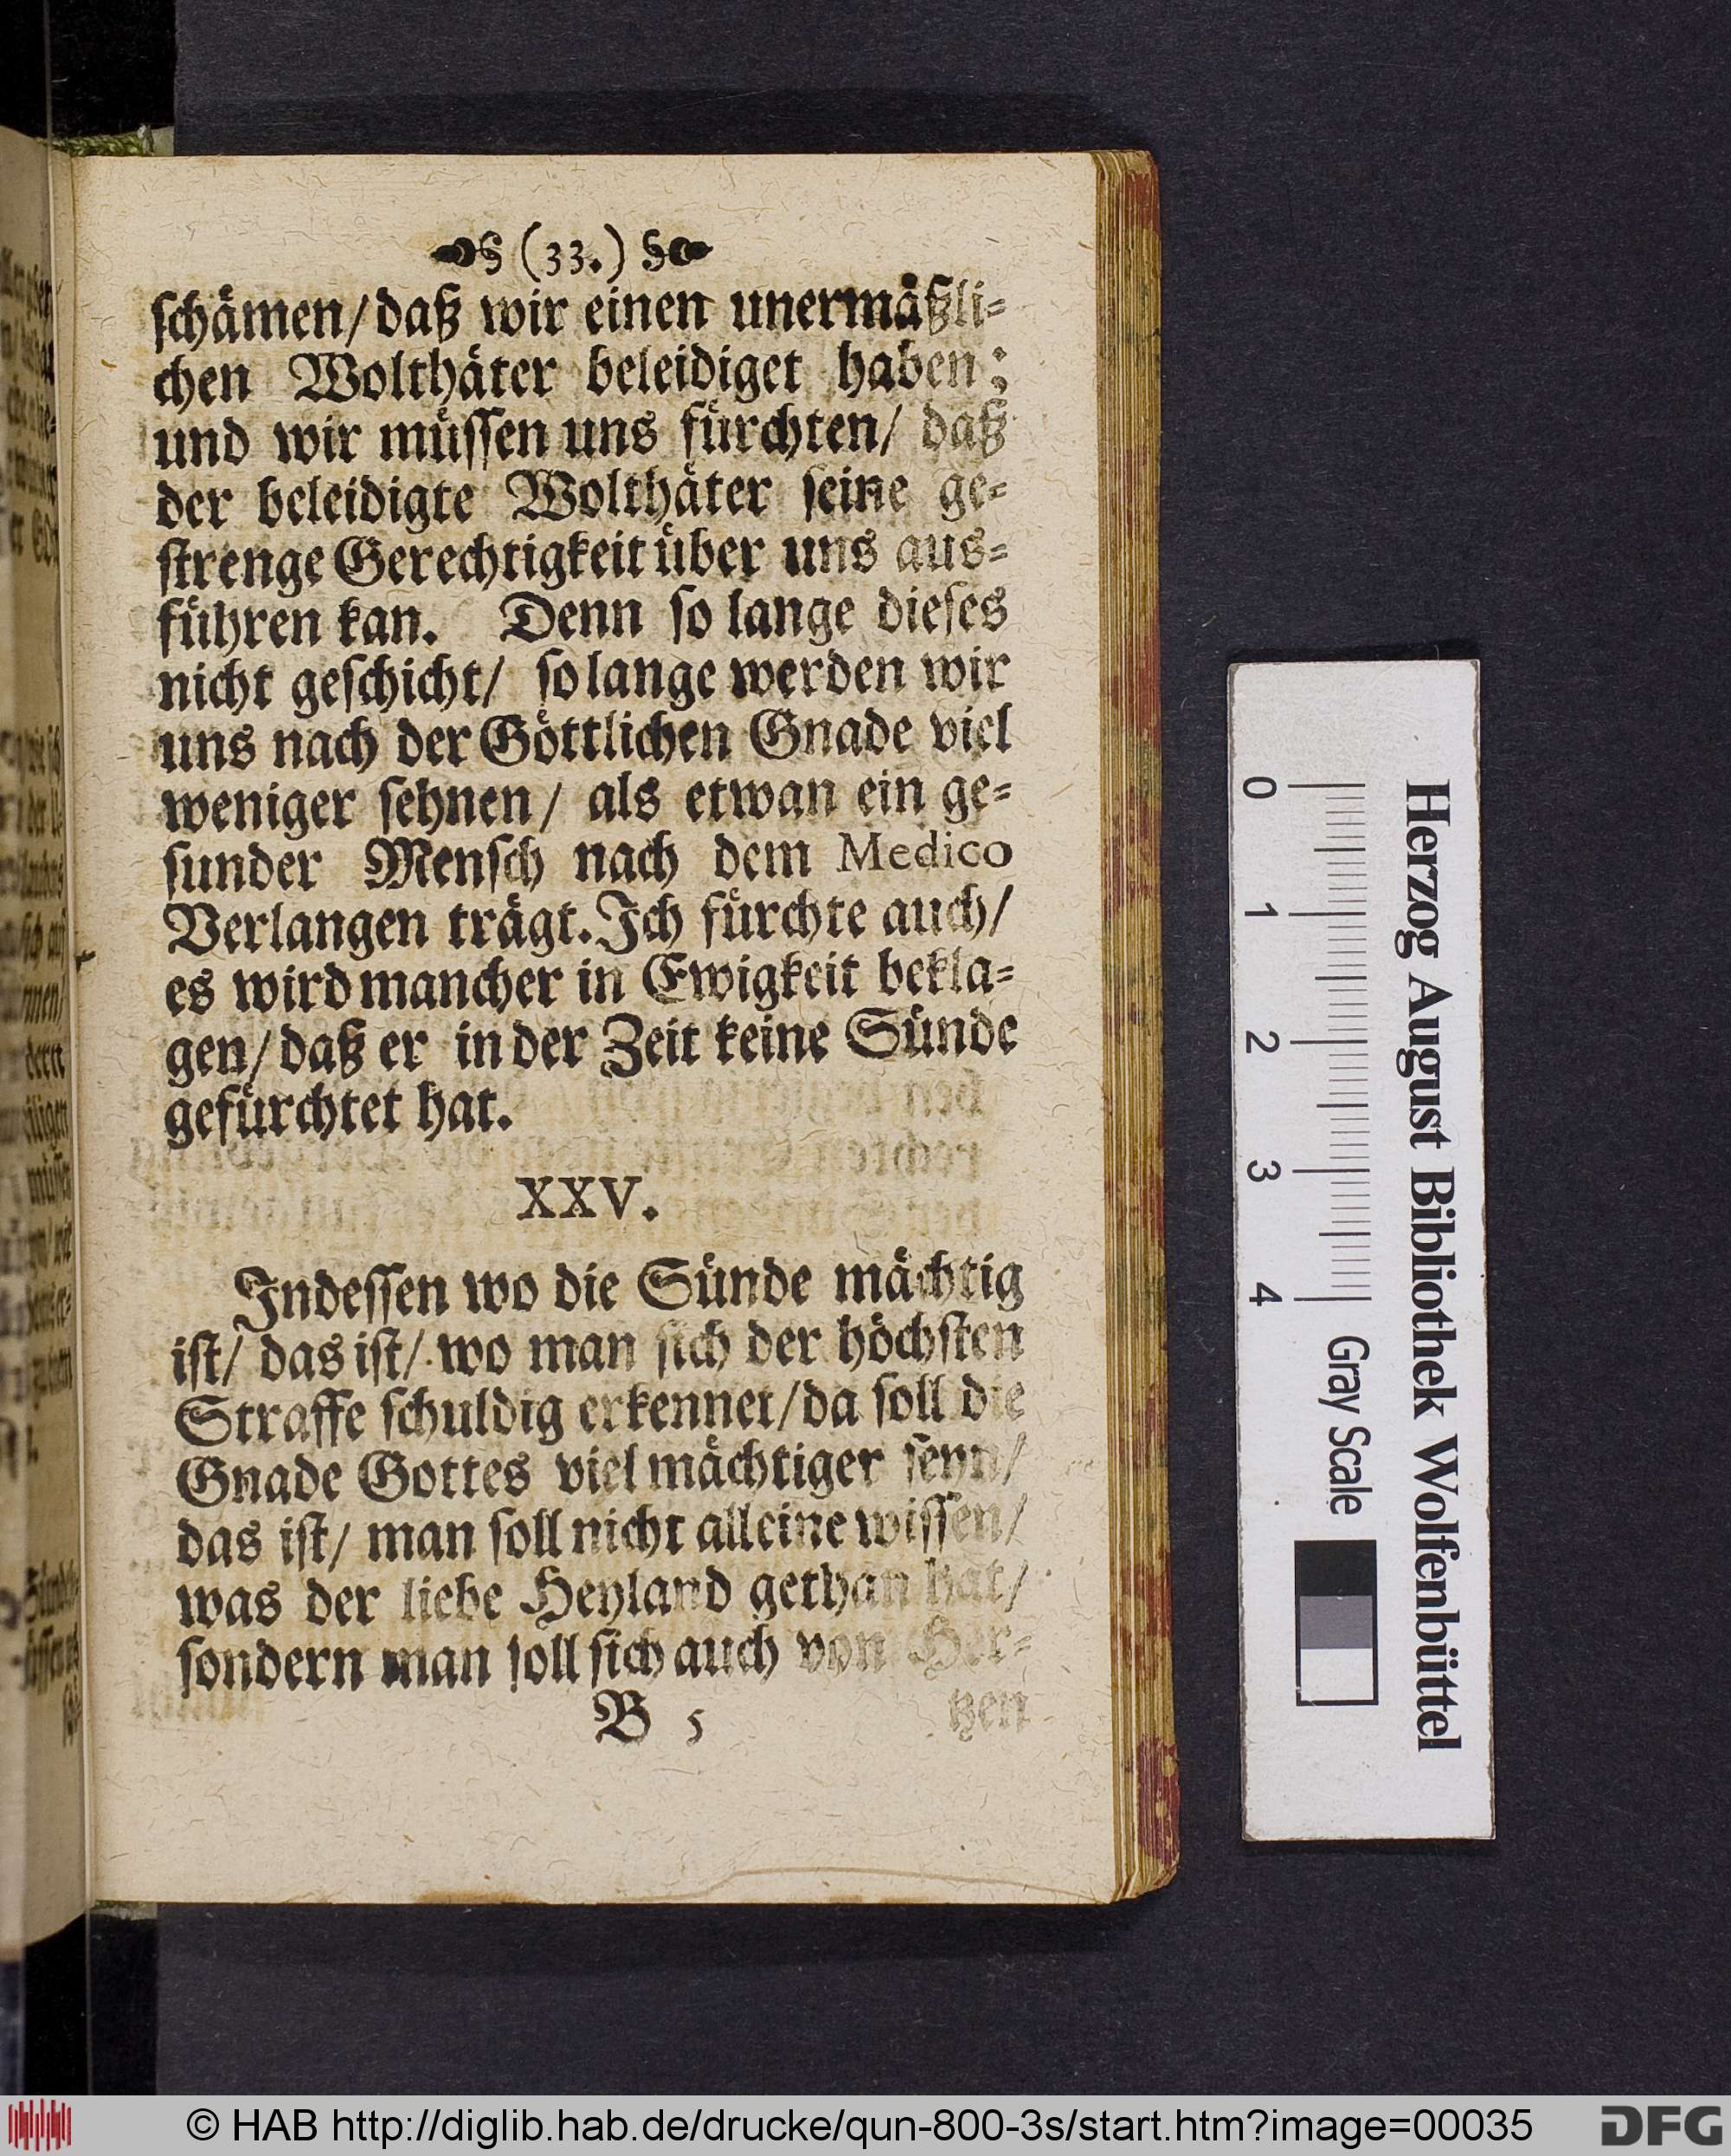 (33.)
schämen/ daß wir einen unermäßli-
chen Wolthäter beleidiget haben;
und wir müssen uns fürchten/ daß
der beleidigte Wolthäter seine ge-
strenge Gerechtigkeit über uns aus-
führen kan. Denn so lange dieses
nicht geschicht/ so lange werden wir
uns nach der Göttlichen Gnade viel
weniger sehnen/ als etwan ein ge-
sunder Mensch nach dem Medico
Verlangen trägt. Ich fürchte auch/
es wird mancher in Ewigkeit bekla-
gen/ daß er in der Zeit keine Sünde
gefürchtet hat.
XXV.
Indessen wo die Sünde mächtig
ist/ das ist/ wo man sich der höchsten
Straffe schuldig erkennet/ da soll die
Gnade Gottes viel mächtiger seyn/
das ist/ man soll nicht alleine wissen/
was der liebe Heyland gethan hat/
sondern man soll sich auch von Her-
B 5 tzen
Herzog August Bibliothek Wolfenbüttel
0 1 2 3 4 Gray Scale
© HAB http://diglib.hab.de/drucke/qun-800-3s/start.htm?image=00035
DFG